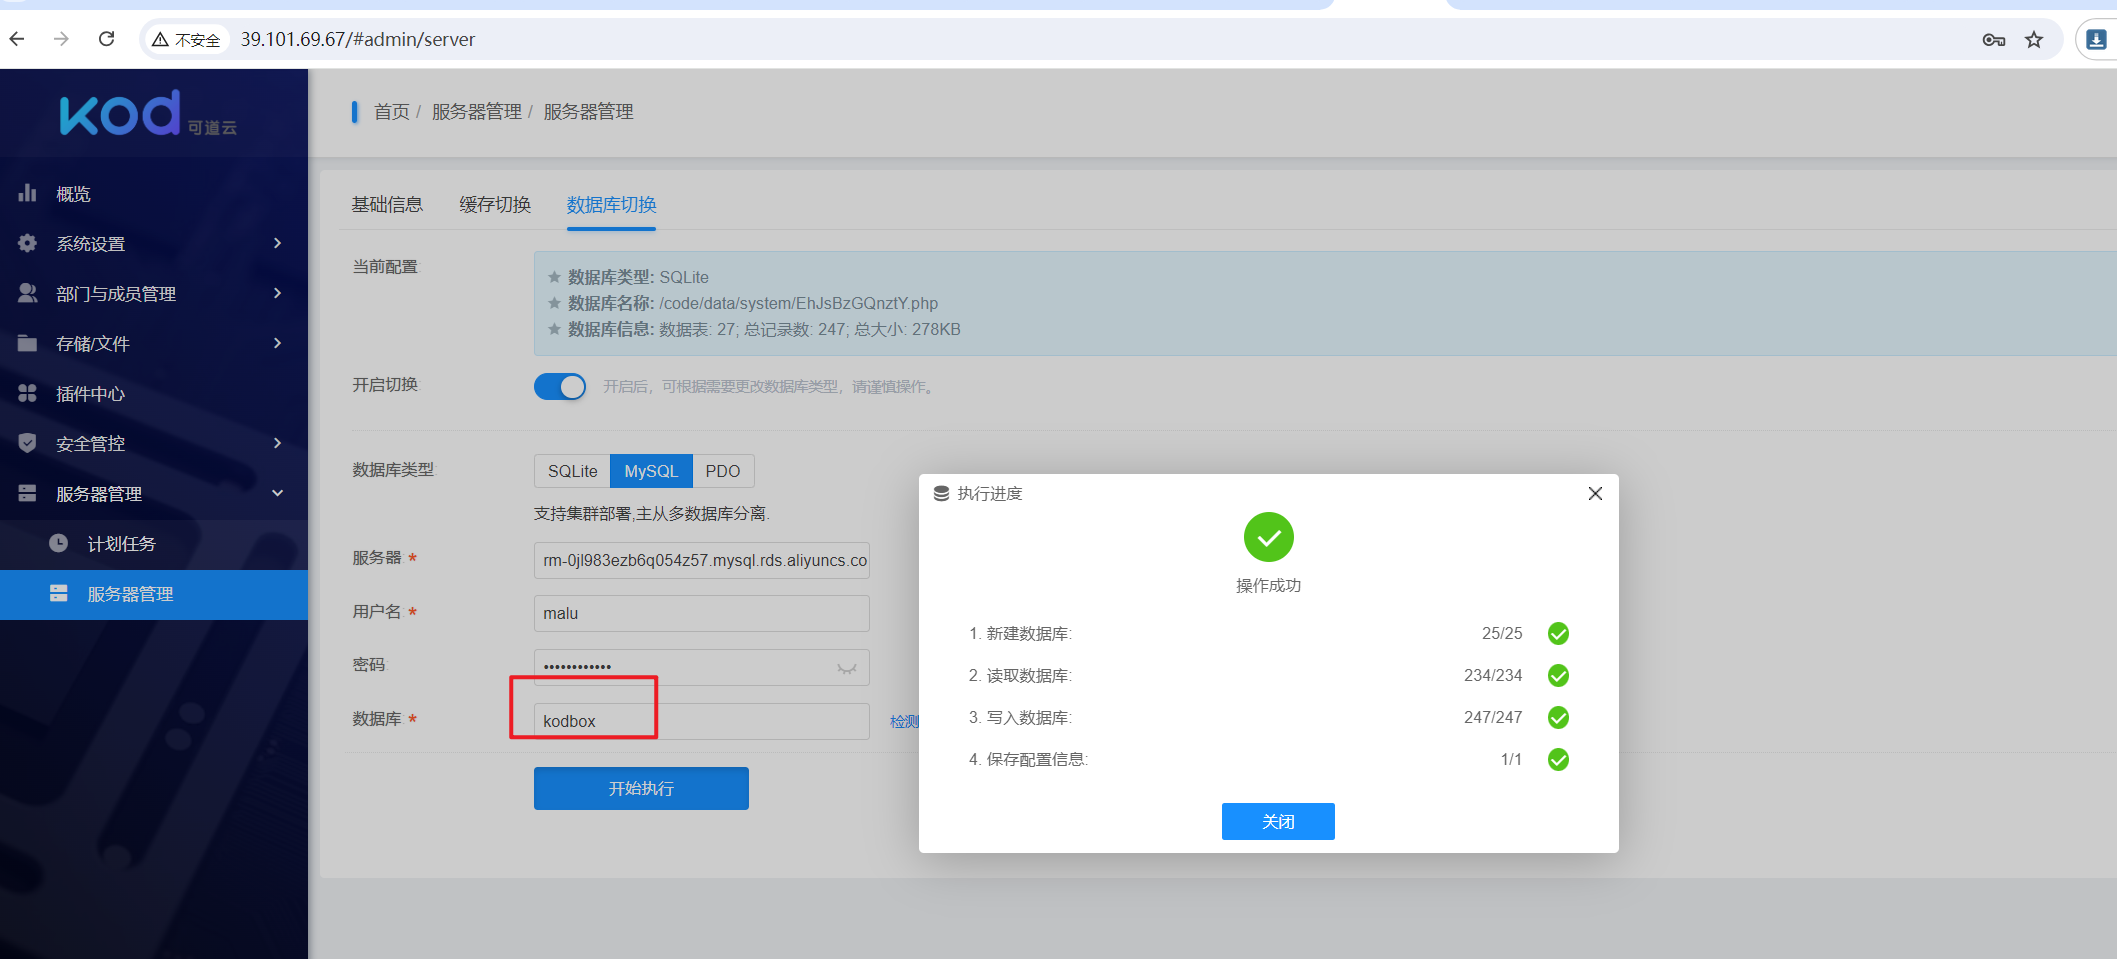 不安全 39.101.69.67/#admin/server
kod 可道云
首页 / 服务器管理 / 服务器管理
概览
系统设置
部门与成员管理
存储/文件
插件中心
安全管控
服务器管理
计划任务
服务器管理
基础信息 缓存切换 数据库切换
当前配置:
★ 数据库类型: SQLite
★ 数据库名称: /code/data/system/EhJsBzGQnztY.php
★ 数据库信息: 数据表: 27; 总记录数: 247; 总大小: 278KB
开启切换: 开启后，可根据需要更改数据库类型，请谨慎操作。
数据库类型: SQLite MySQL PDO
支持集群部署,主从多数据库分离.
服务器: * rm-0jl983ezb6q054z57.mysql.rds.aliyuncs.co
用户名: * malu
密码: ••••••••••••
数据库: * kodbox 检测
开始执行
执行进度
操作成功
1. 新建数据库: 25/25
2. 读取数据库: 234/234
3. 写入数据库: 247/247
4. 保存配置信息: 1/1
关闭